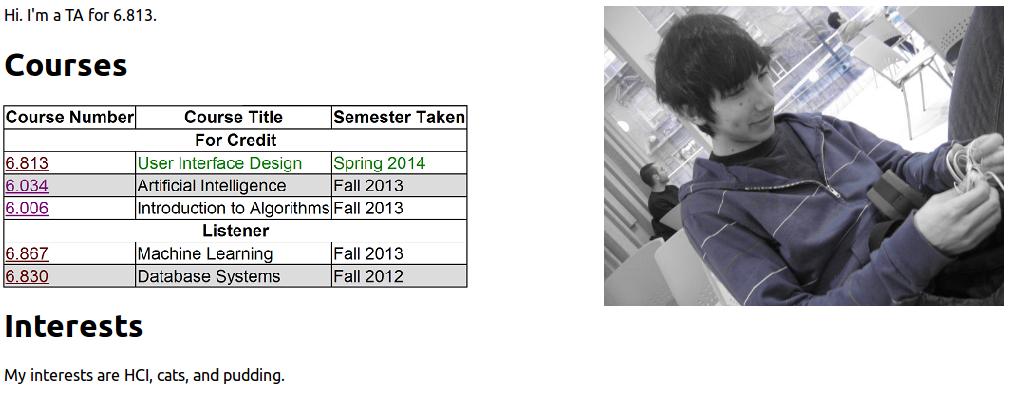 Hi. I'm a TA for 6.813.
Courses
Course Number Course Title Semester Taken
For Credit
6.813 User Interface Design Spring 2014
6.034 Artificial Intelligence Fall 2013
6.006 Introduction to Algorithms Fall 2013
Listener
6.867 Machine Learning Fall 2013
6.830 Database Systems Fall 2012
Interests
My interests are HCI, cats, and pudding.